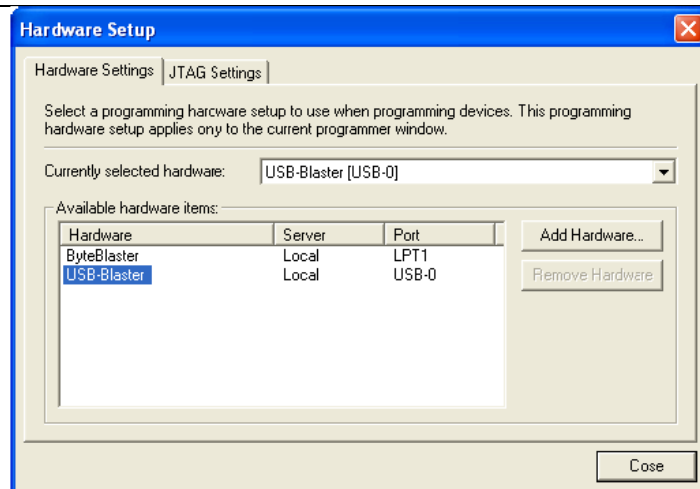 Hardware Setup
Hardware Settings JTAG Settings
Select a programming harcware setup to use when programming devices. This programming
hardware setup applies ony to the current programmer window.
Currently selected hardware: USB-Blaster [USB-0]
Available hardware items:
Hardware Server Port
ByteBlaster Local LPT1
USB-Blaster Local USB-0
Add Hardware...
Remove Hardware
Cose